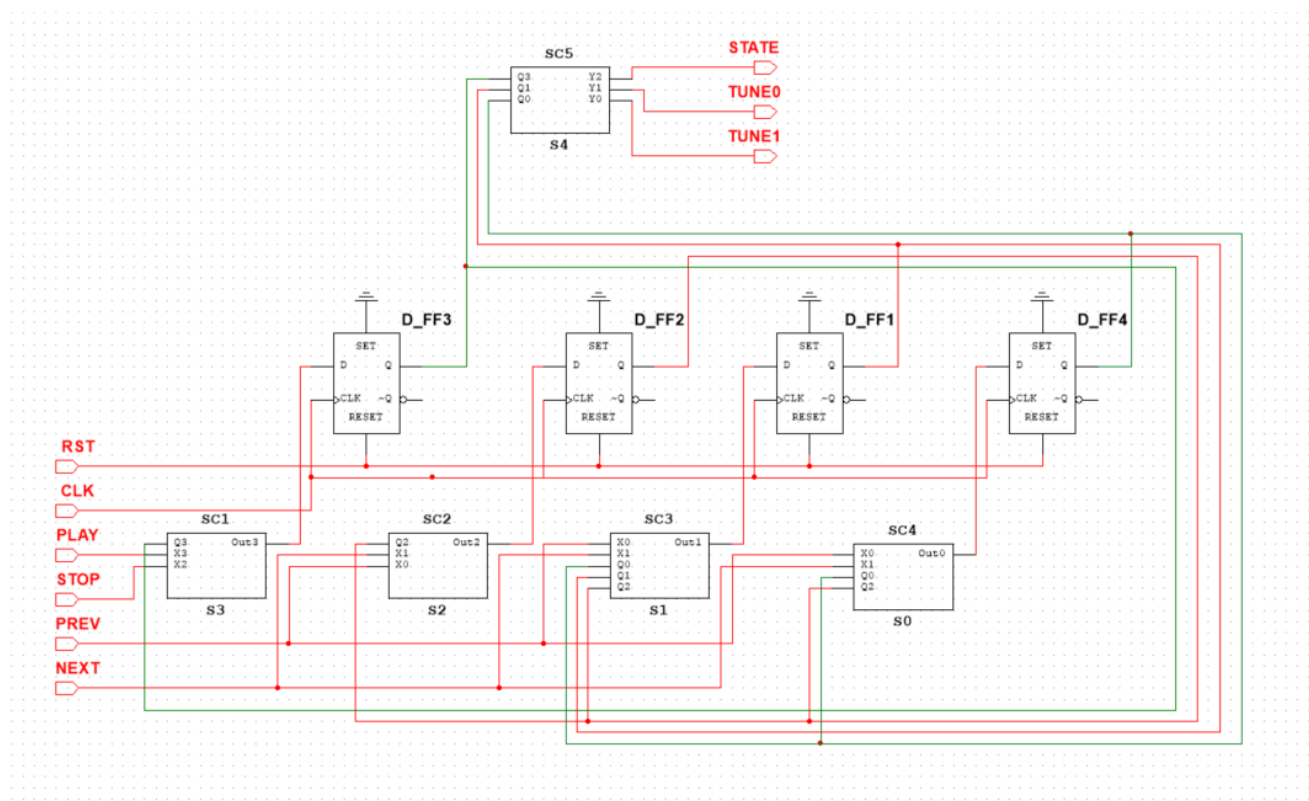 SC5
STATE
Q3 Y2
Q1 Y1
Q0 Y0
TUNE0
S4
TUNE1
D_FF3
D_FF2
D_FF1
D_FF4
SET
D Q
CLK ~Q
RESET
SET
D Q
CLK ~Q
RESET
SET
D Q
CLK ~Q
RESET
SET
D Q
CLK ~Q
RESET
RST
CLK
PLAY
STOP
PREV
NEXT
SC1
Q3 Out3
X3
X2
S3
SC2
Q2 Out2
X1
X0
S2
SC3
X0 Out1
X1
Q0
Q1
Q2
S1
SC4
X0 Out0
X1
Q0
Q2
S0